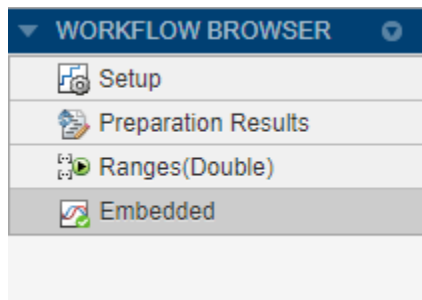 WORKFLOW BROWSER
Setup
Preparation Results
Ranges(Double)
Embedded